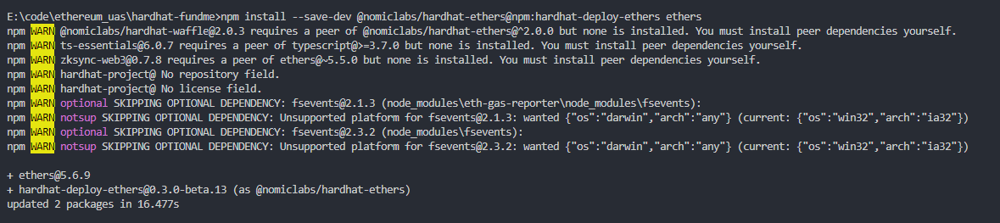 E:\code\ethereum_uas\hardhat-fundme>npm install --save-dev @nomiclabs/hardhat-ethers@npm:hardhat-deploy-ethers ethers
npm WARN @nomiclabs/hardhat-waffle@2.0.3 requires a peer of @nomiclabs/hardhat-ethers@^2.0.0 but none is installed. You must install peer dependencies yourself.
npm WARN ts-essentials@6.0.7 requires a peer of typescript@>=3.7.0 but none is installed. You must install peer dependencies yourself.
npm WARN zksync-web3@0.7.8 requires a peer of ethers@~5.5.0 but none is installed. You must install peer dependencies yourself.
npm WARN hardhat-project@ No repository field.
npm WARN hardhat-project@ No license field.
npm WARN optional SKIPPING OPTIONAL DEPENDENCY: fsevents@2.1.3 (node_modules\eth-gas-reporter\node_modules\fsevents):
npm WARN notsup SKIPPING OPTIONAL DEPENDENCY: Unsupported platform for fsevents@2.1.3: wanted {"os":"darwin","arch":"any"} (current: {"os":"win32","arch":"ia32"})
npm WARN optional SKIPPING OPTIONAL DEPENDENCY: fsevents@2.3.2 (node_modules\fsevents):
npm WARN notsup SKIPPING OPTIONAL DEPENDENCY: Unsupported platform for fsevents@2.3.2: wanted {"os":"darwin","arch":"any"} (current: {"os":"win32","arch":"ia32"})
+ ethers@5.6.9
+ hardhat-deploy-ethers@0.3.0-beta.13 (as @nomiclabs/hardhat-ethers)
updated 2 packages in 16.477s